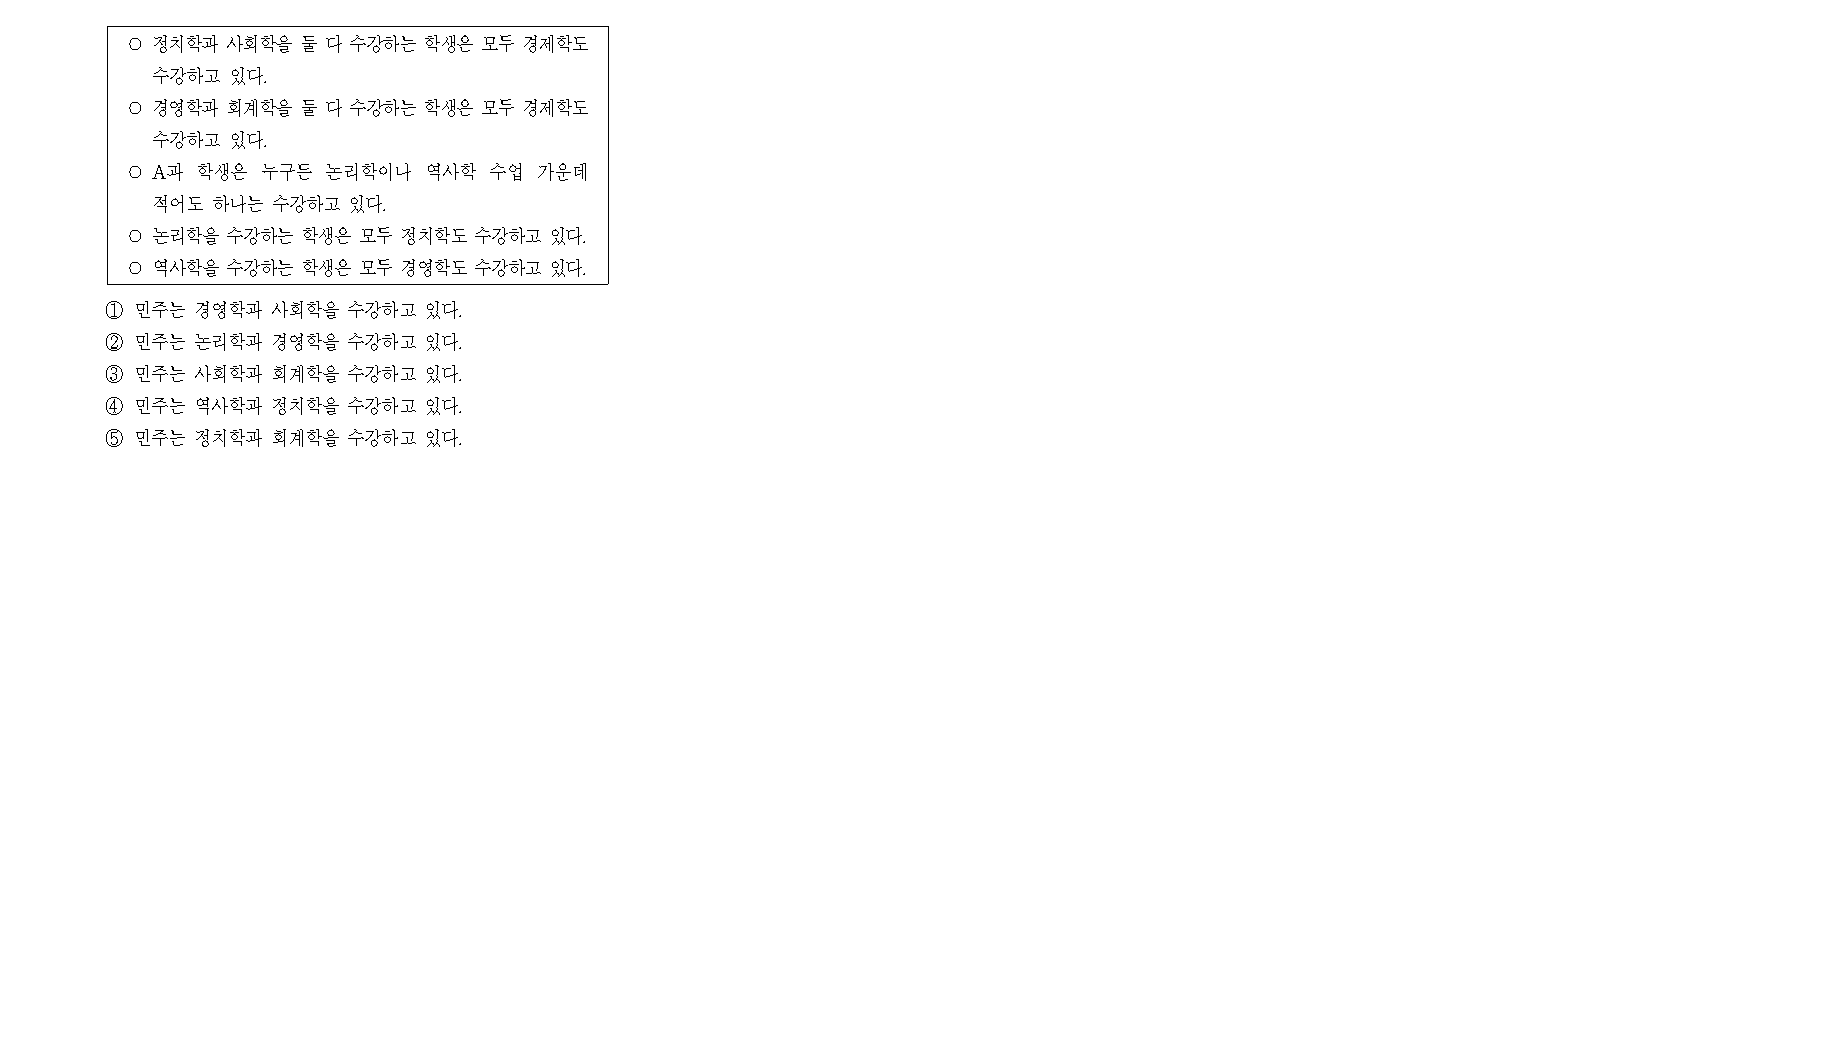 ○ 정치학과 사회학을 둘 다 수강하는 학생은 모두 경제학도
수강하고 있다.
○ 경영학과 회계학을 둘 다 수강하는 학생은 모두 경제학도
수강하고 있다.
○ A과 학생은 누구든 논리학이나 역사학 수업 가운데
적어도 하나는 수강하고 있다.
○ 논리학을 수강하는 학생은 모두 정치학도 수강하고 있다.
○ 역사학을 수강하는 학생은 모두 경영학도 수강하고 있다.
① 민주는 경영학과 사회학을 수강하고 있다.
② 민주는 논리학과 경영학을 수강하고 있다.
③ 민주는 사회학과 회계학을 수강하고 있다.
④ 민주는 역사학과 정치학을 수강하고 있다.
⑤ 민주는 정치학과 회계학을 수강하고 있다.